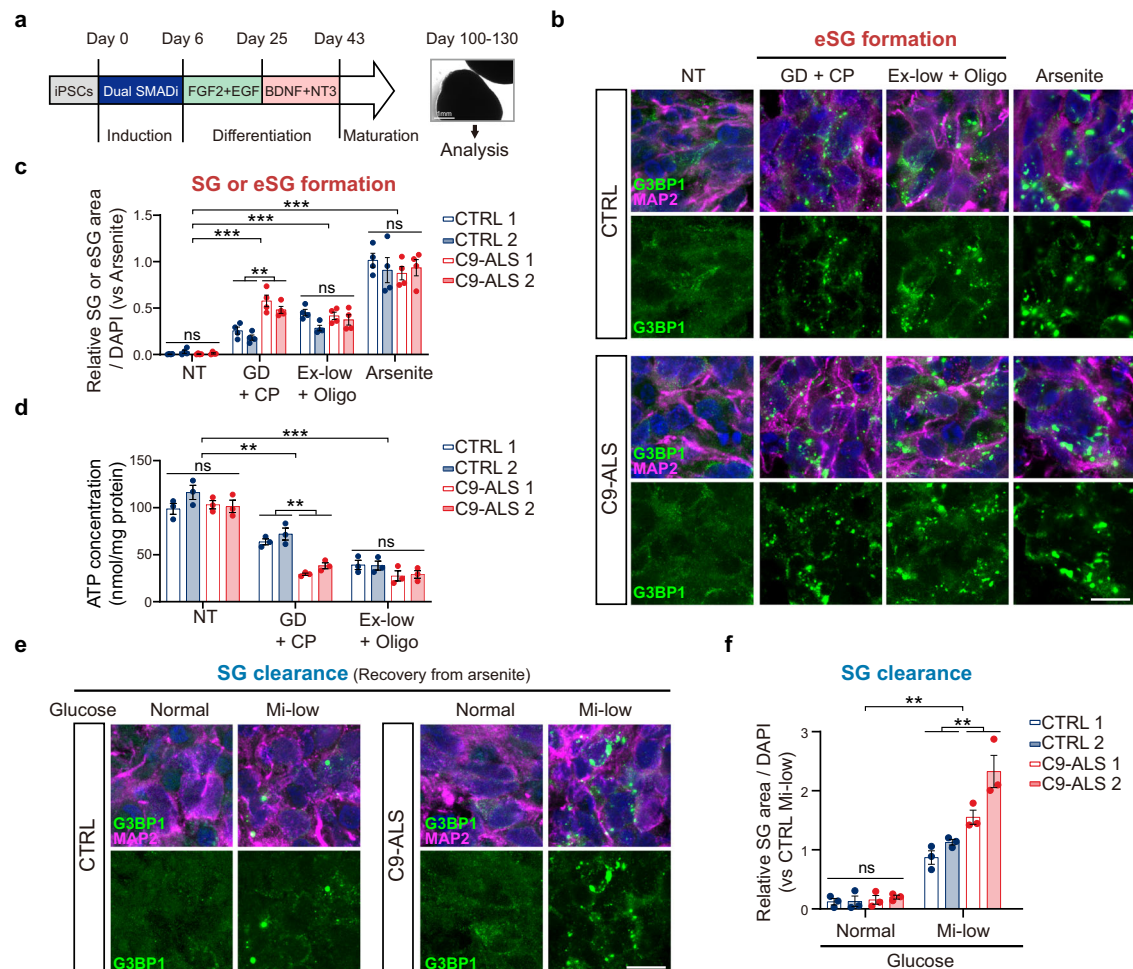 a
Day 0 Day 6 Day 25 Day 43 Day 100-130
iPSCs Dual SMADi FGF2+EGF BDNF+NT3
1mm
Induction Differentiation Maturation
Analysis
b
eSG formation
NT GD + CP Ex-low + Oligo Arsenite
CTRL
G3BP1
MAP2
G3BP1
C9-ALS
G3BP1
MAP2
G3BP1
c
SG or eSG formation
Relative SG or eSG area
/ DAPI (vs Arsenite)
1.5
1.0
0.5
0.0
***
***
***
ns
**
ns
ns
NT GD
+ CP
Ex-low
+ Oligo
Arsenite
CTRL 1
CTRL 2
C9-ALS 1
C9-ALS 2
d
ATP concentration
(nmol/mg protein)
150
100
50
0
***
**
ns
**
ns
NT GD
+ CP
Ex-low
+ Oligo
CTRL 1
CTRL 2
C9-ALS 1
C9-ALS 2
e
SG clearance (Recovery from arsenite)
Glucose Normal Mi-low Normal Mi-low
CTRL
G3BP1
MAP2
G3BP1
C9-ALS
G3BP1
MAP2
G3BP1
f
SG clearance
Relative SG area / DAPI
(vs CTRL Mi-low)
3
2
1
0
**
**
ns
Normal Mi-low
Glucose
CTRL 1
CTRL 2
C9-ALS 1
C9-ALS 2